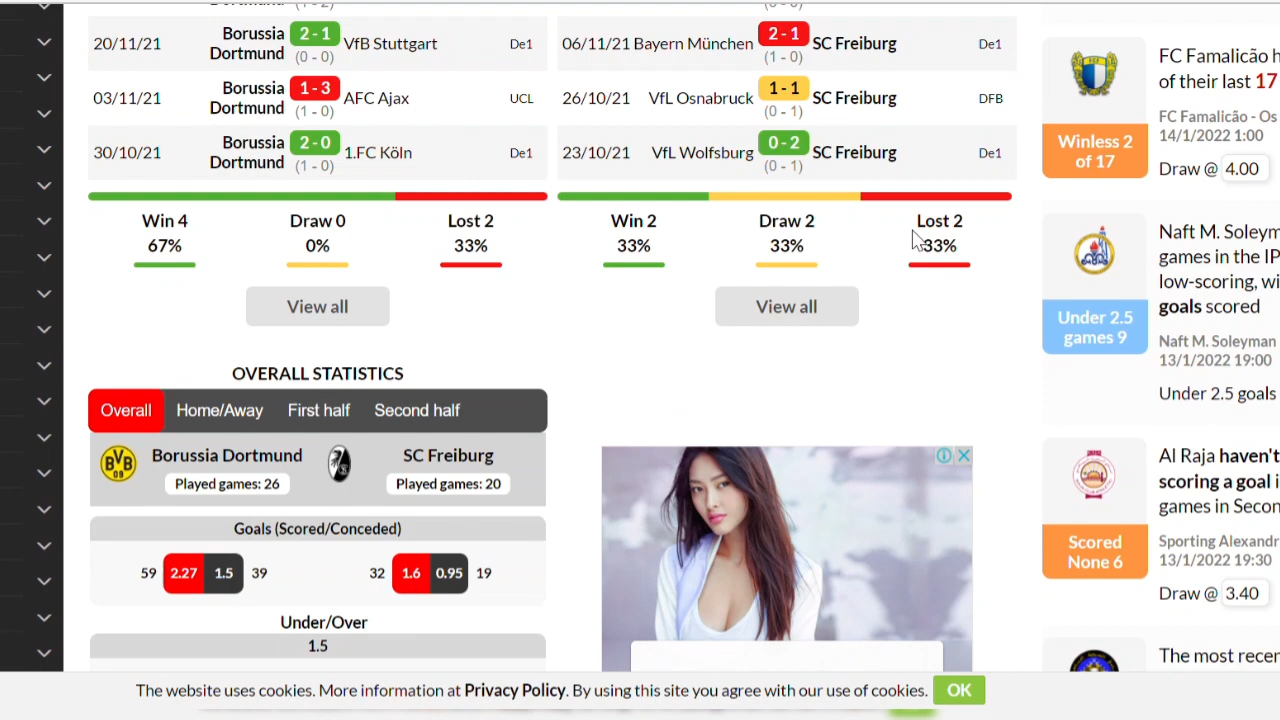 20/11/21 Borussia Dortmund 2 - 1 (0 - 0) VfB Stuttgart De1
03/11/21 Borussia Dortmund 1 - 3 (1 - 0) AFC Ajax UCL
30/10/21 Borussia Dortmund 2 - 0 (1 - 0) 1.FC Köln De1
Win 4 Draw 0 Lost 2
67% 0% 33%
View all
06/11/21 Bayern München 2 - 1 (1 - 0) SC Freiburg De1
26/10/21 VfL Osnabruck 1 - 1 (0 - 1) SC Freiburg DFB
23/10/21 VfL Wolfsburg 0 - 2 (0 - 1) SC Freiburg De1
Win 2 Draw 2 Lost 2
33% 33% 33%
View all
OVERALL STATISTICS
Overall Home/Away First half Second half
Borussia Dortmund SC Freiburg
Played games: 26 Played games: 20
Goals (Scored/Conceded)
59 2.27 1.5 39 32 1.6 0.95 19
Under/Over
1.5
FC Famalicão
of their last 17
FC Famalicão - Os
14/1/2022 1:00
Winless 2
of 17
Draw @ 4.00
Naft M. Soleym
games in the IP
low-scoring, wi
goals scored
Under 2.5
games 9
Naft M. Soleyman
13/1/2022 19:00
Under 2.5 goals
Al Raja haven't
scoring a goal i
games in Secon
Scored
None 6
Sporting Alexandr
13/1/2022 19:30
Draw @ 3.40
The most recen
The website uses cookies. More information at Privacy Policy. By using this site you agree with our use of cookies. OK